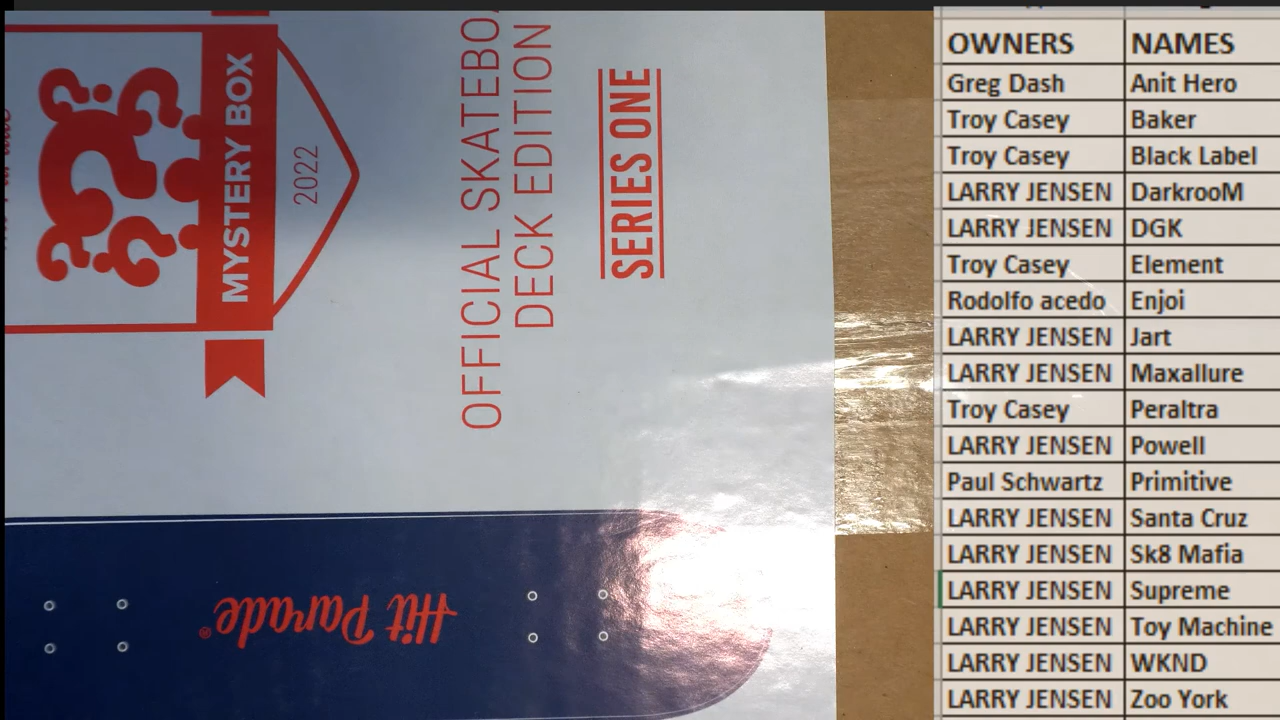 MYSTERY BOX
2022
OFFICIAL SKATEBOA
DECK EDITION
SERIES ONE
Hit Parade®
OWNERS NAMES
Greg Dash Anit Hero
Troy Casey Baker
Troy Casey Black Label
LARRY JENSEN DarkrooM
LARRY JENSEN DGK
Troy Casey Element
Rodolfo acedo Enjoi
LARRY JENSEN Jart
LARRY JENSEN Maxallure
Troy Casey Peraltra
LARRY JENSEN Powell
Paul Schwartz Primitive
LARRY JENSEN Santa Cruz
LARRY JENSEN Sk8 Mafia
LARRY JENSEN Supreme
LARRY JENSEN Toy Machine
LARRY JENSEN WKND
LARRY JENSEN Zoo York